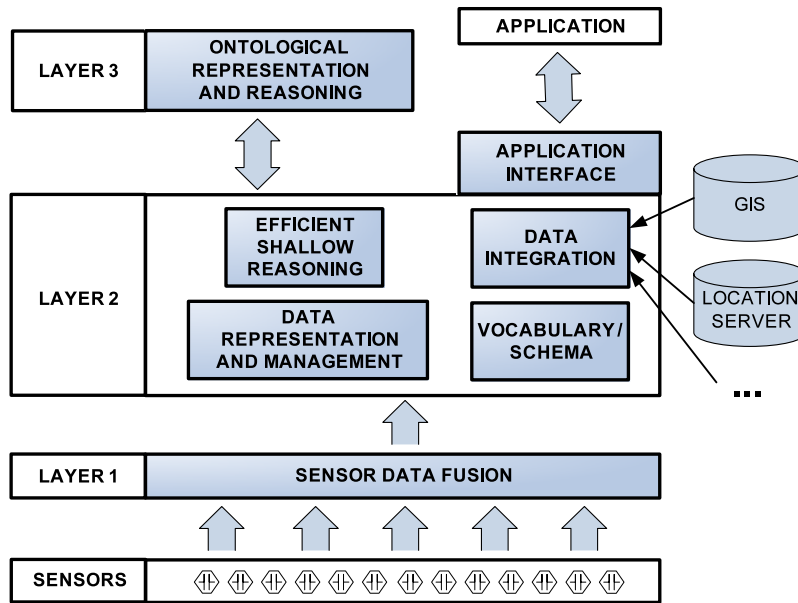 LAYER 3
ONTOLOGICAL
REPRESENTATION
AND REASONING
APPLICATION
APPLICATION
INTERFACE
LAYER 2
EFFICIENT
SHALLOW
REASONING
DATA
REPRESENTATION
AND MANAGEMENT
DATA
INTEGRATION
VOCABULARY/
SCHEMA
GIS
LOCATION
SERVER
...
LAYER 1
SENSOR DATA FUSION
SENSORS